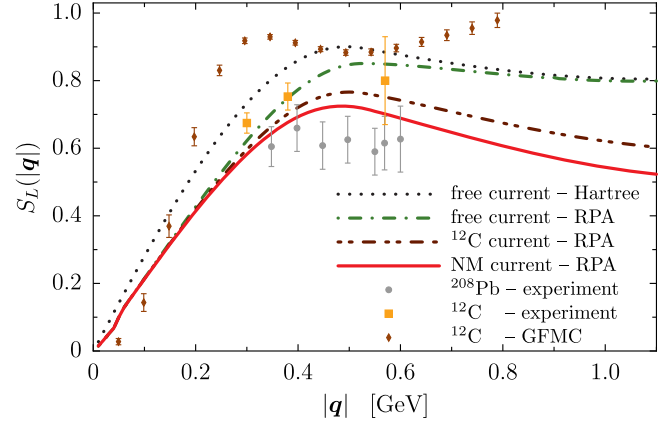 1.0
0.8
0.6
0.4
0.2
0
S_L(|q|)
free current – Hartree
free current – RPA
¹²C current – RPA
NM current – RPA
²⁰⁸Pb – experiment
¹²C – experiment
¹²C – GFMC
0 0.2 0.4 0.6 0.8 1.0
|q| [GeV]